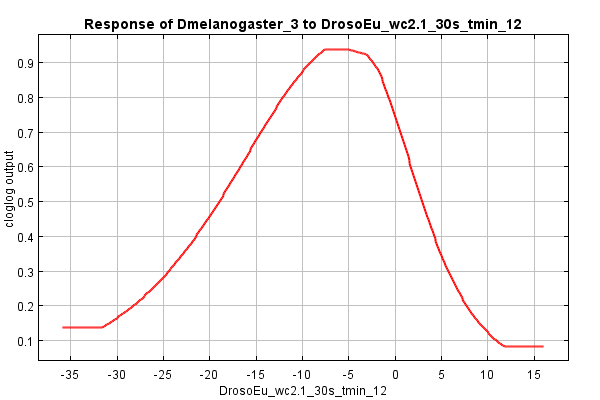 Response of Dmelanogaster_3 to DrosoEu_wc2.1_30s_tmin_12
cloglog output
0.9
0.8
0.7
0.6
0.5
0.4
0.3
0.2
0.1
-35 -30 -25 -20 -15 -10 -5 0 5 10 15
DrosoEu_wc2.1_30s_tmin_12